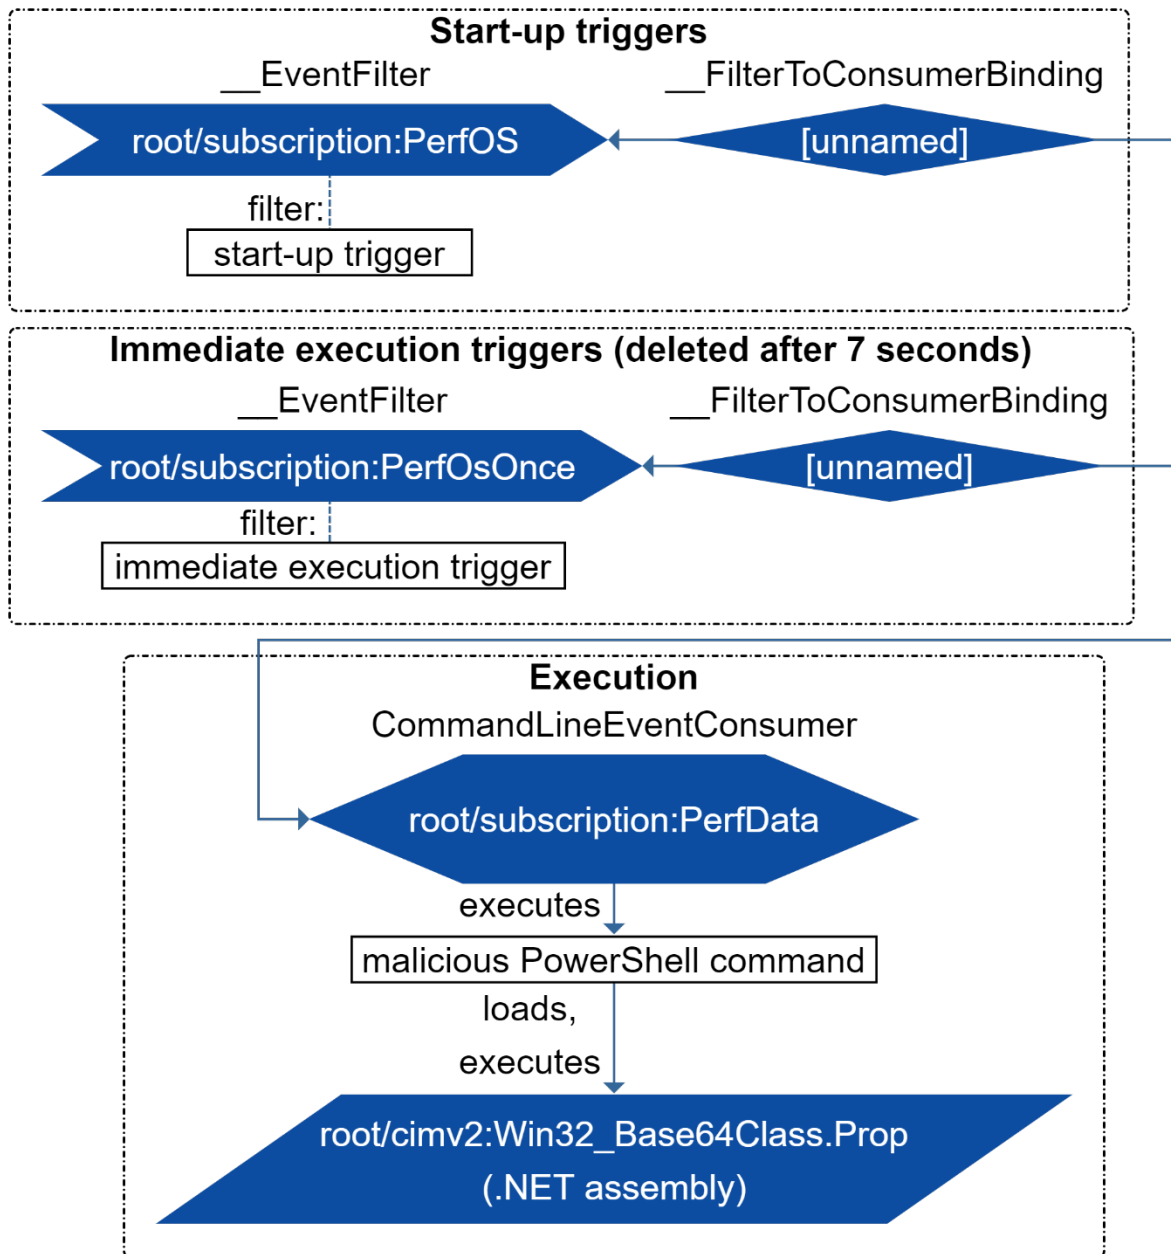 Start-up triggers
__EventFilter
__FilterToConsumerBinding
root/subscription:PerfOS
[unnamed]
filter:
start-up trigger
Immediate execution triggers (deleted after 7 seconds)
__EventFilter
__FilterToConsumerBinding
root/subscription:PerfOsOnce
[unnamed]
filter:
immediate execution trigger
Execution
CommandLineEventConsumer
root/subscription:PerfData
executes
malicious PowerShell command
loads,
executes
root/cimv2:Win32_Base64Class.Prop
(.NET assembly)